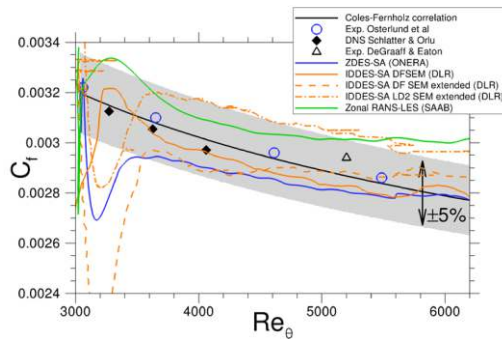 Coles-Fernholz correlation
Exp. Osterlund et al
DNS Schlatter & Orlu
Exp. DeGraaff & Eaton
ZDES-SA (ONERA)
IDDES-SA DFSEM (DLR)
IDDES-SA DF SEM extended (DLR)
IDDES-SA LD2 SEM extended (DLR)
Zonal RANS-LES (SAAB)
0.0034
0.0032
0.003
0.0028
0.0026
0.0024
Cf
±5%
3000
4000
5000
6000
Reθ